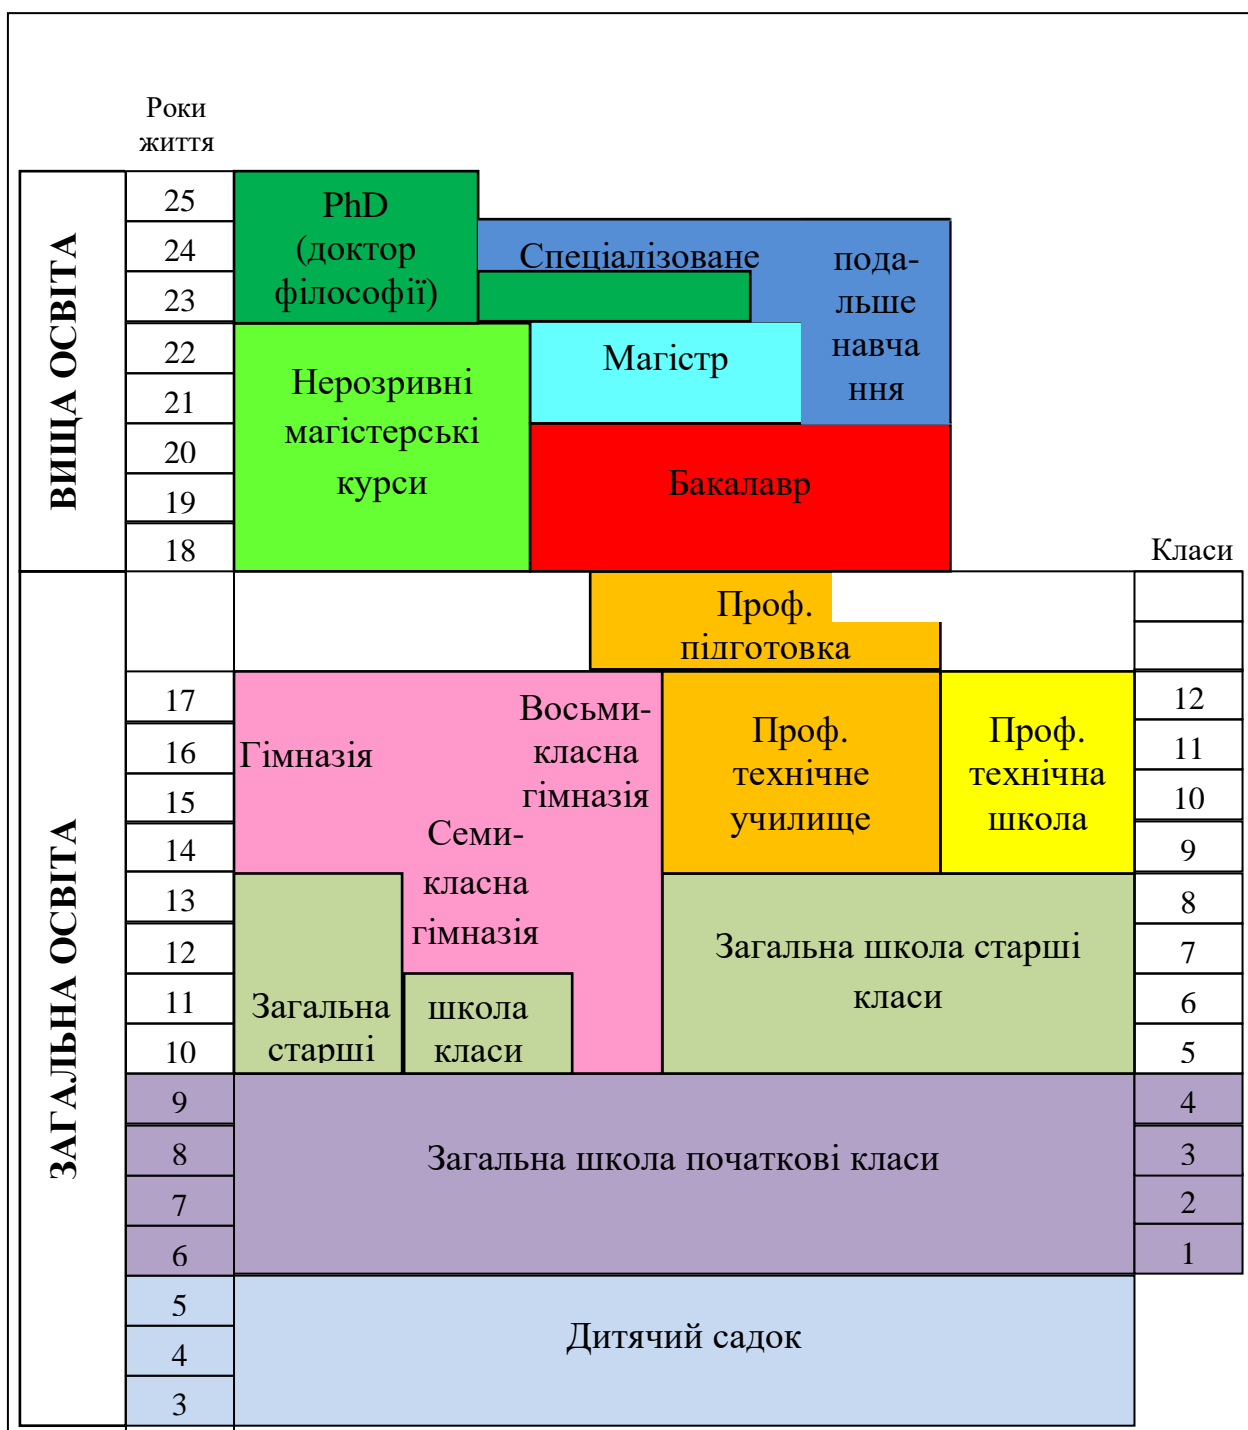 Роки
життя
ВИЩА ОСВІТА
25
24
23
22
21
20
19
18
PhD
(доктор
філософії)
Спеціалізоване
пода-
льше
навча
ння
Магістр
Нерозривні
магістерські
курси
Бакалавр
Класи
ЗАГАЛЬНА ОСВІТА
Проф.
підготовка
17
16
15
14
13
12
11
10
9
8
7
6
5
4
3
Гімназія
Восьми-
класна
гімназія
Семи-
класна
гімназія
Проф.
технічне
училище
Проф.
технічна
школа
Загальна
старші
школа
класи
Загальна школа старші
класи
Загальна школа початкові класи
Дитячий садок
12
11
10
9
8
7
6
5
4
3
2
1